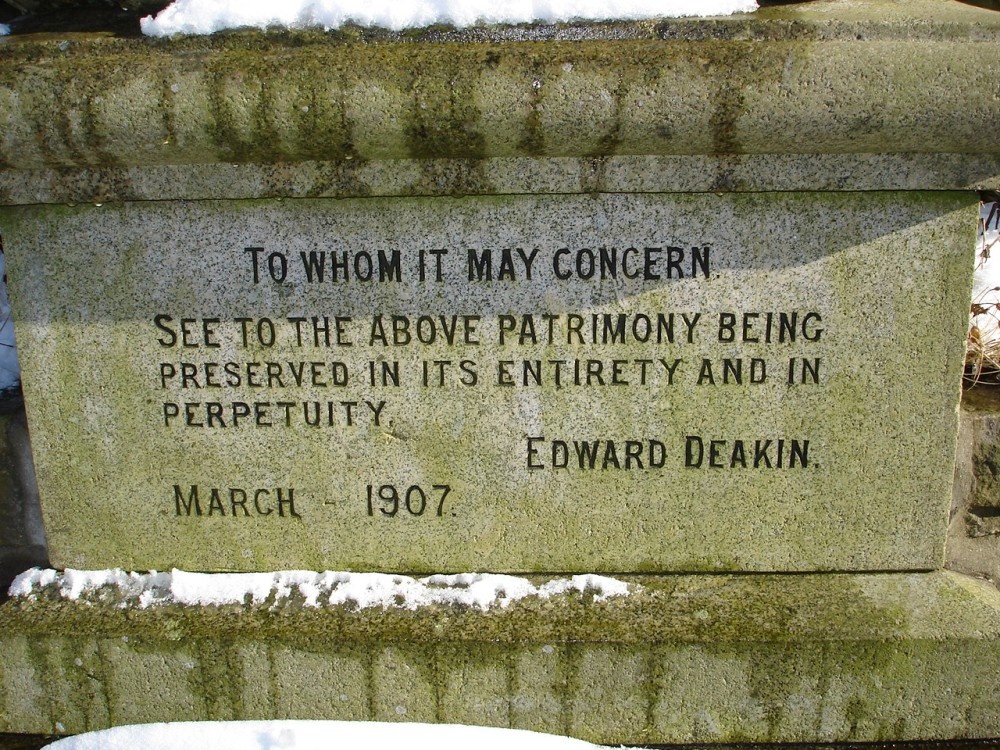 TO WHOM IT MAY CONCERN.
SEE TO THE ABOVE PATRIMONY BEING
PRESERVED IN ITS ENTIRETY AND IN
PERPETUITY.
EDWARD DEAKIN.
MARCH - 1907.